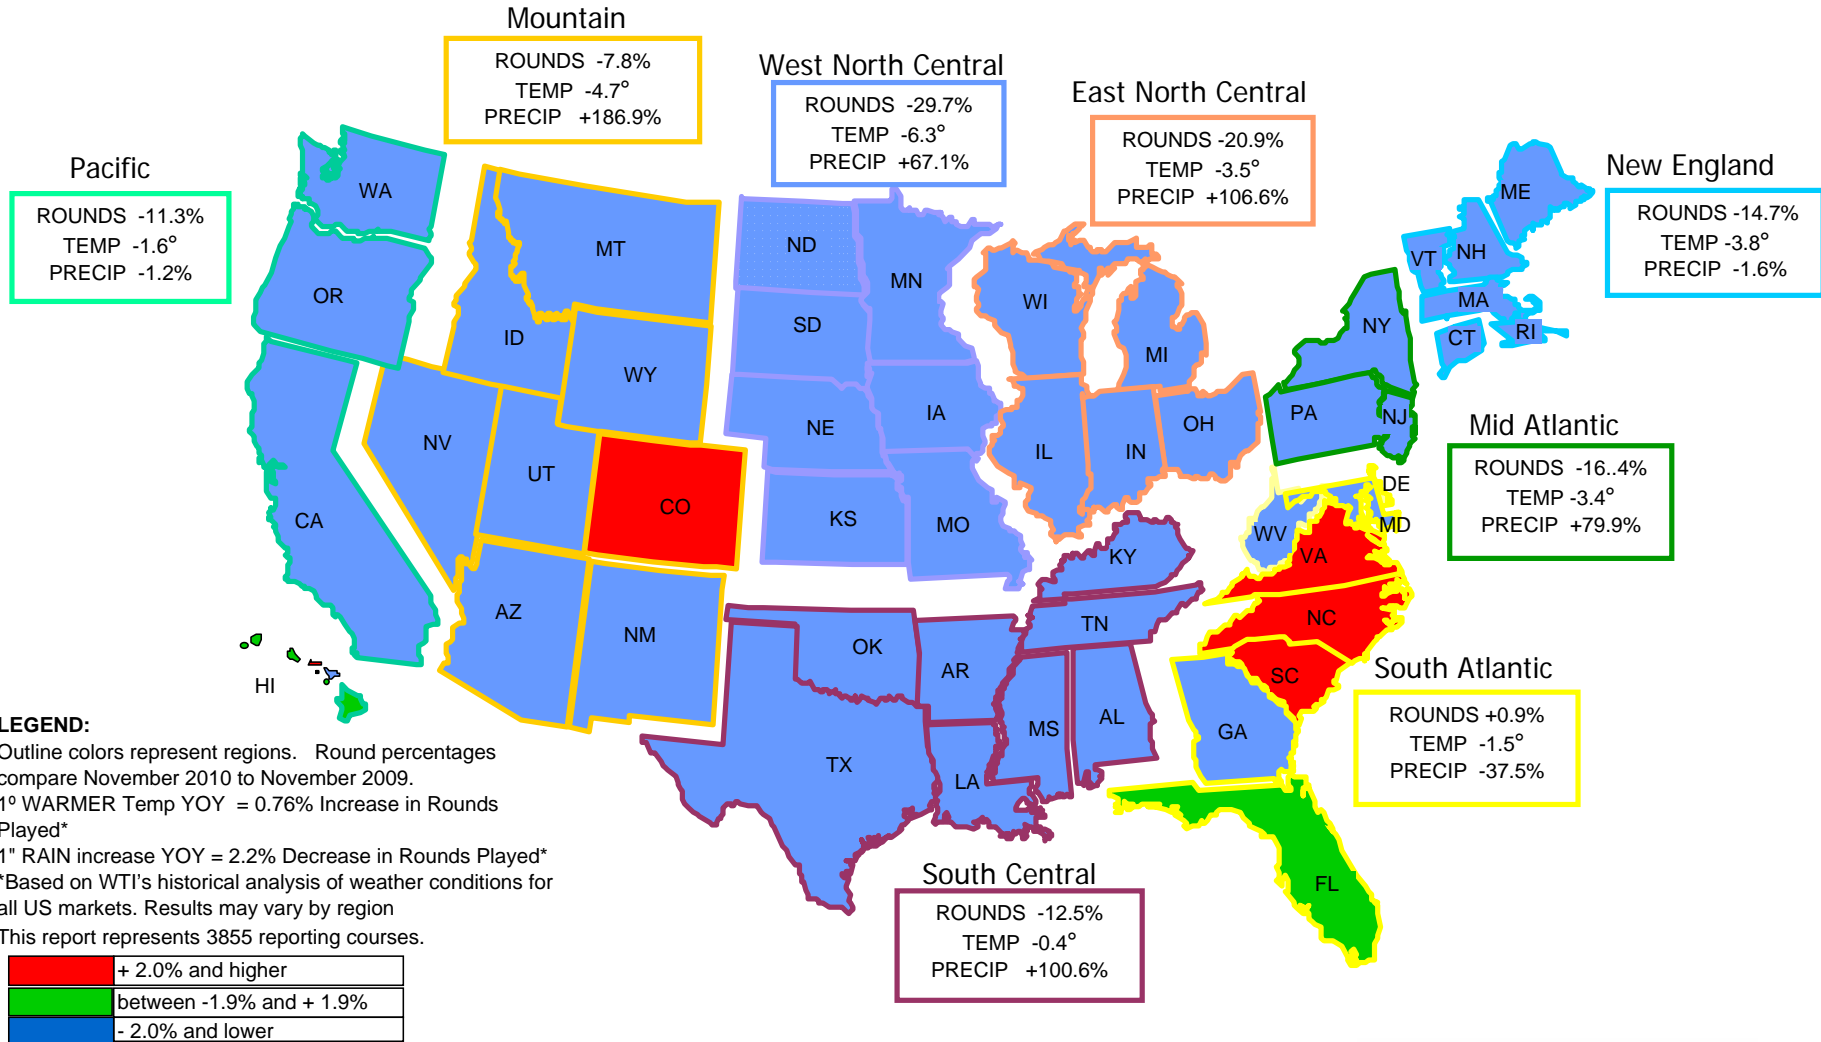 Mountain
ROUNDS -7.8%
TEMP -4.7°
PRECIP +186.9%
West North Central
ROUNDS -29.7%
TEMP -6.3°
PRECIP +67.1%
East North Central
ROUNDS -20.9%
TEMP -3.5°
PRECIP +106.6%
Pacific
ROUNDS -11.3%
TEMP -1.6°
PRECIP -1.2%
New England
ROUNDS -14.7%
TEMP -3.8°
PRECIP -1.6%
WA
MT
ND
MN
ME
OR
ID
SD
WI
VT
NH
MA
NY
CT
RI
WY
MI
NV
NE
IA
OH
PA
NJ
UT
IL
IN
Mid Atlantic
ROUNDS -16..4%
TEMP -3.4°
PRECIP +79.9%
CA
CO
KS
MO
DE
MD
WV
VA
KY
AZ
NM
OK
AR
TN
NC
HI
SC
South Atlantic
ROUNDS +0.9%
TEMP -1.5°
PRECIP -37.5%
TX
LA
MS
AL
GA
FL
South Central
ROUNDS -12.5%
TEMP -0.4°
PRECIP +100.6%
LEGEND:
Outline colors represent regions. Round percentages
compare November 2010 to November 2009.
1º WARMER Temp YOY = 0.76% Increase in Rounds
Played*
1" RAIN increase YOY = 2.2% Decrease in Rounds Played*
*Based on WTI's historical analysis of weather conditions for
all US markets. Results may vary by region
This report represents 3855 reporting courses.
+ 2.0% and higher
between -1.9% and + 1.9%
- 2.0% and lower